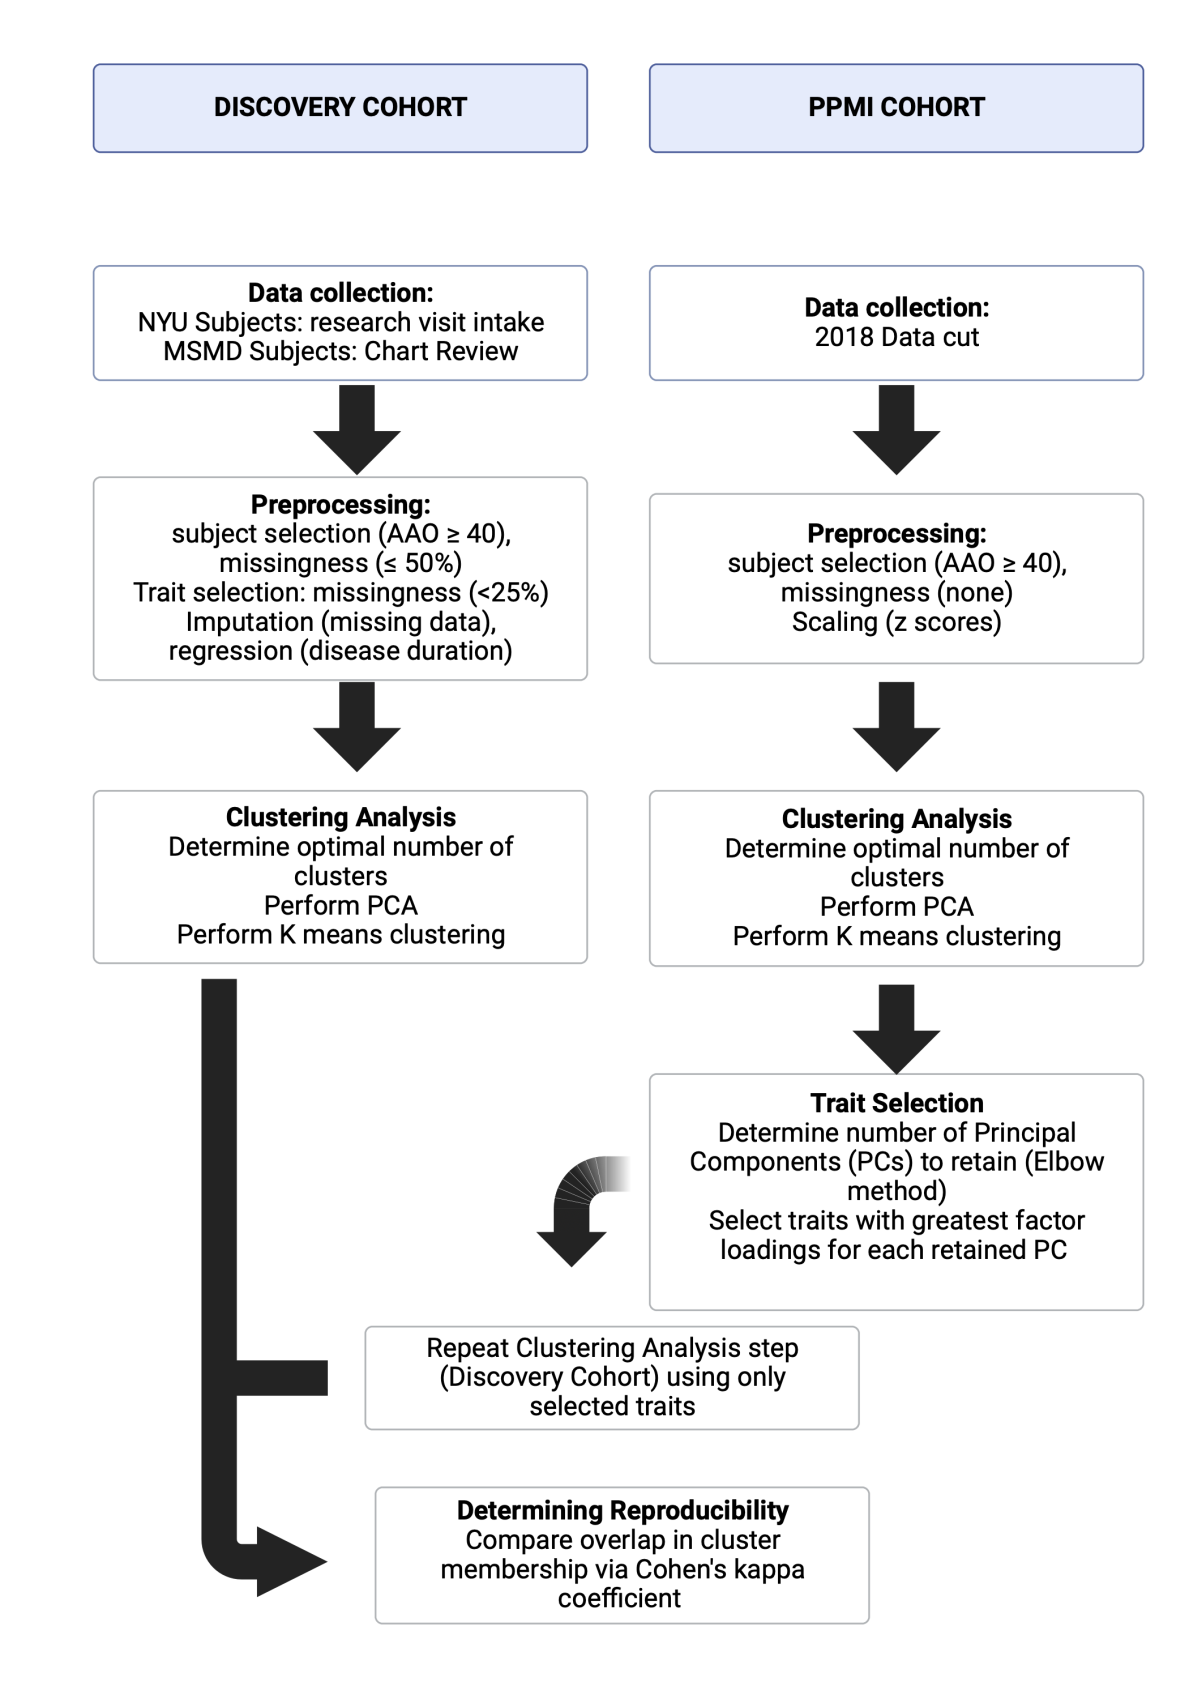 DISCOVERY COHORT
PPMI COHORT
Data collection:
NYU Subjects: research visit intake
MSMD Subjects: Chart Review
Data collection:
2018 Data cut
Preprocessing:
subject selection (AAO ≥ 40),
missingness (≤ 50%)
Trait selection: missingness (<25%)
Imputation (missing data),
regression (disease duration)
Preprocessing:
subject selection (AAO ≥ 40),
missingness (none)
Scaling (z scores)
Clustering Analysis
Determine optimal number of
clusters
Perform PCA
Perform K means clustering
Clustering Analysis
Determine optimal number of
clusters
Perform PCA
Perform K means clustering
Trait Selection
Determine number of Principal
Components (PCs) to retain (Elbow
method)
Select traits with greatest factor
loadings for each retained PC
Repeat Clustering Analysis step
(Discovery Cohort) using only
selected traits
Determining Reproducibility
Compare overlap in cluster
membership via Cohen's kappa
coefficient